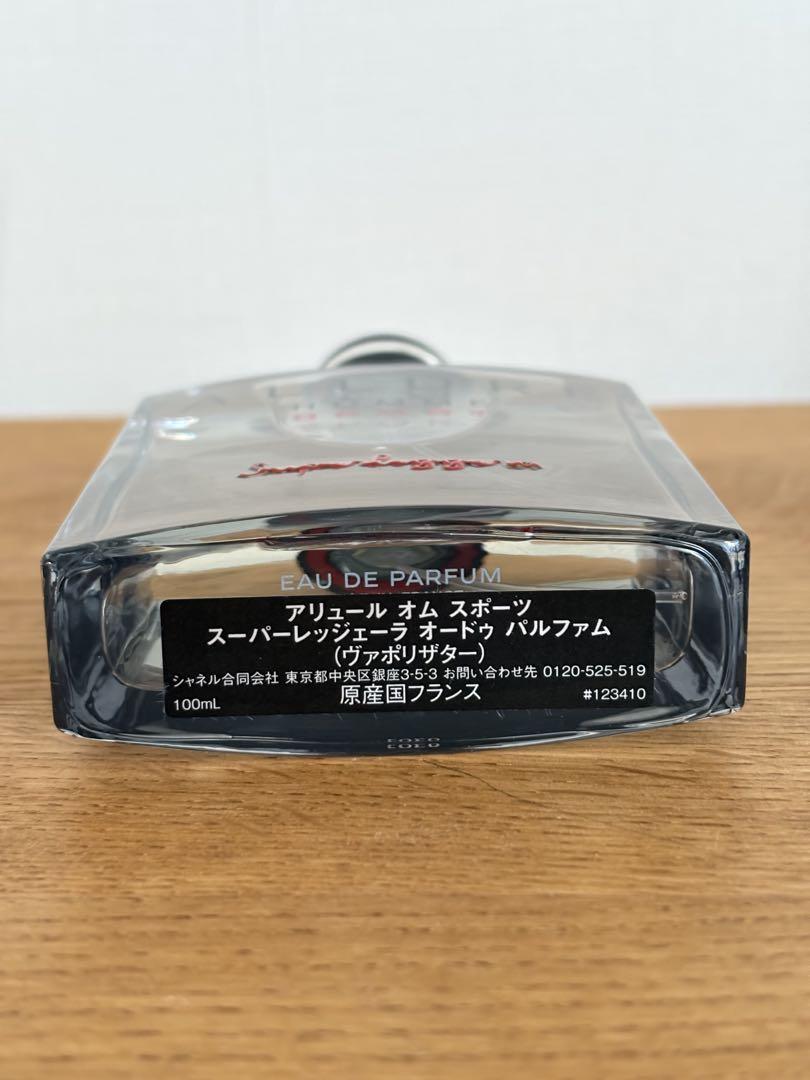 EAU DE PARFUM
アリュール オム スポーツ
スーパーレッジェーラ オードゥ パルファム
(ヴァポリザター)
シャネル合同会社 東京都中央区銀座3-5-3 お問い合わせ先 0120-525-519
100mL 原産国フランス #123410